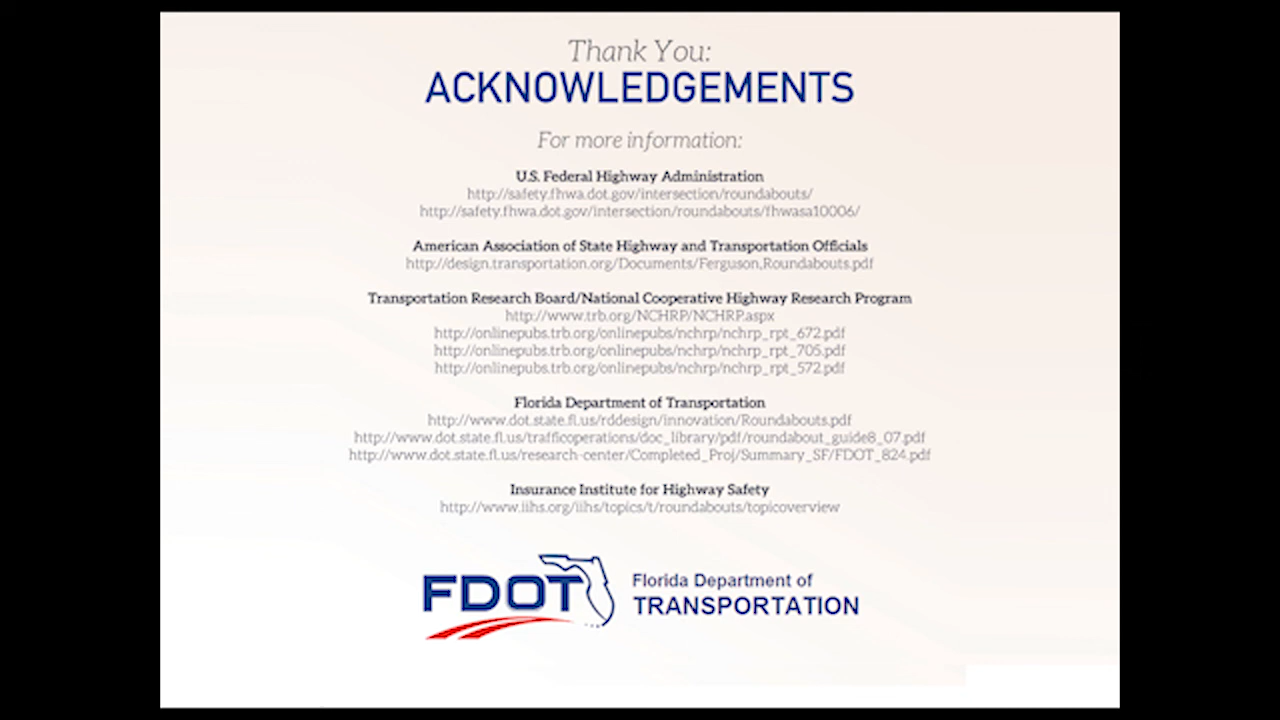 Thank You:
ACKNOWLEDGEMENTS
For more information:
U.S. Federal Highway Administration
http://safety.fhwa.dot.gov/intersection/roundabouts/
http://safety.fhwa.dot.gov/intersection/roundabouts/fhwasa10006/
American Association of State Highway and Transportation Officials
http://design.transportation.org/Documents/Ferguson,Roundabouts.pdf
Transportation Research Board/National Cooperative Highway Research Program
http://www.trb.org/NCHRP/NCHRP.aspx
http://onlinepubs.trb.org/onlinepubs/nchrp/nchrp_rpt_672.pdf
http://onlinepubs.trb.org/onlinepubs/nchrp/nchrp_rpt_705.pdf
http://onlinepubs.trb.org/onlinepubs/nchrp/nchrp_rpt_572.pdf
Florida Department of Transportation
http://www.dot.state.fl.us/rddesign/innovation/Roundabouts.pdf
http://www.dot.state.fl.us/trafficoperations/doc_library/pdf/roundabout_guide8_07.pdf
http://www.dot.state.fl.us/research-center/Completed_Proj/Summary_SF/FDOT_824.pdf
Insurance Institute for Highway Safety
http://www.iihs.org/iihs/topics/t/roundabouts/topicoverview
FDOT
Florida Department of
TRANSPORTATION